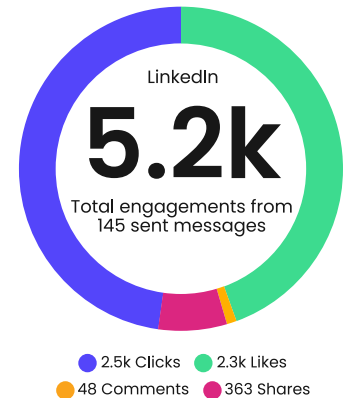 LinkedIn
5.2k
Total engagements from
145 sent messages
2.5k Clicks 2.3k Likes
48 Comments 363 Shares